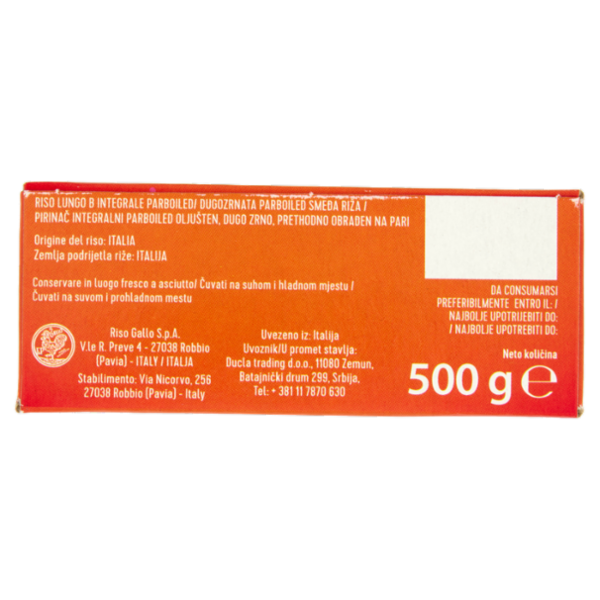 RISO LUNGO B INTEGRALE PARBOILED/ DUGOZRNATA PARBOILED SMEĐA RIŽA /
PIRINAČ INTEGRALNI PARBOILED OLJUŠTEN, DUGO ZRNO, PRETHODNO OBRAĐEN NA PARI
Origine del riso: ITALIA
Zemlja podrijetla riže: ITALIJA
Conservare in luogo fresco a asciutto/ Čuvati na suhom i hladnom mjestu /
Čuvati na suvom i prohladnom mestu
DA CONSUMARSI
PREFERIBILMENTE ENTRO IL: /
NAJBOLJE UPOTRIJEBITI DO:
/ NAJBOLJE UPOTREBITI DO:
Riso Gallo S.p.A.
V.le R. Preve 4 - 27038 Robbio
(Pavia) - ITALY / ITALIA
Stabilimento: Via Nicorvo, 256
27038 Robbio (Pavia) - Italy
Uvezeno iz: Italija
Uvoznik/U promet stavlja:
Ducla trading d.o.o., 11080 Zemun,
Batajnički drum 299, Srbija,
Tel: + 381 11 7870 630
Neto količina
500 g ℮